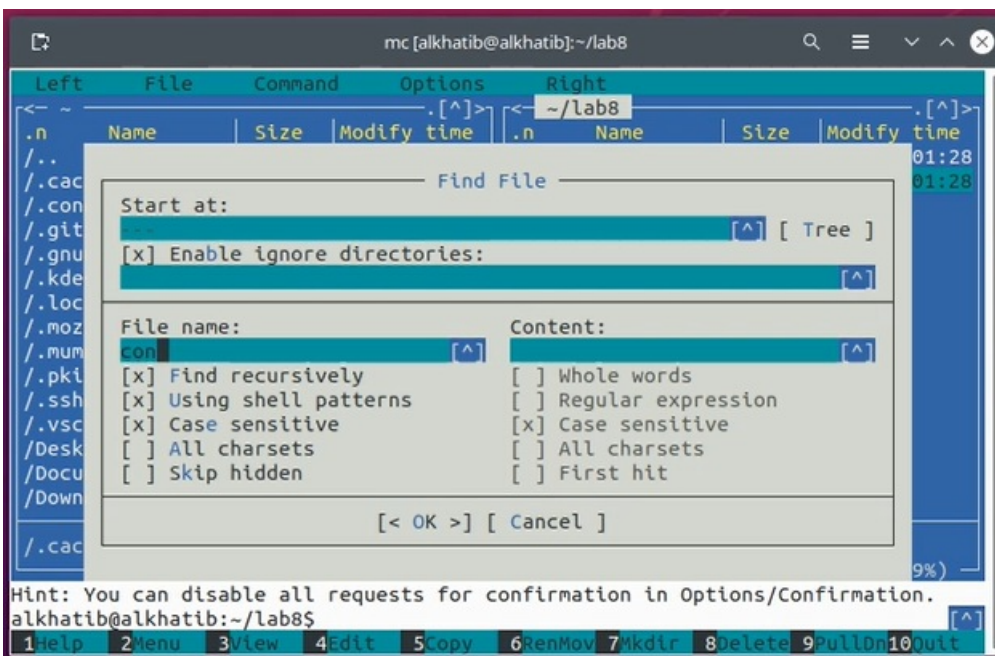 mc [alkhatib@alkhatib]:~/lab8
Left File Command Options Right
<─ ~ .[^]> <─ ~/lab8 .[^]>
.n Name Size Modify time .n Name Size Modify time
/.. 01:28
/.cac 01:28
/.con
/.git
/.gnu
/.kde
/.loc
/.moz
/.mum
/.pki
/.ssh
/.vsc
/Desk
/Docu
/Down
/.cac
9%)
Find File
Start at:
--- [^] [ Tree ]
[x] Enable ignore directories:
[^]
File name: Content:
con [^] [^]
[x] Find recursively [ ] Whole words
[x] Using shell patterns [ ] Regular expression
[x] Case sensitive [x] Case sensitive
[ ] All charsets [ ] All charsets
[ ] Skip hidden [ ] First hit
[< OK >] [ Cancel ]
Hint: You can disable all requests for confirmation in Options/Confirmation.
alkhatib@alkhatib:~/lab8$ [^]
1Help 2Menu 3View 4Edit 5Copy 6RenMov 7Mkdir 8Delete 9PullDn 10Quit